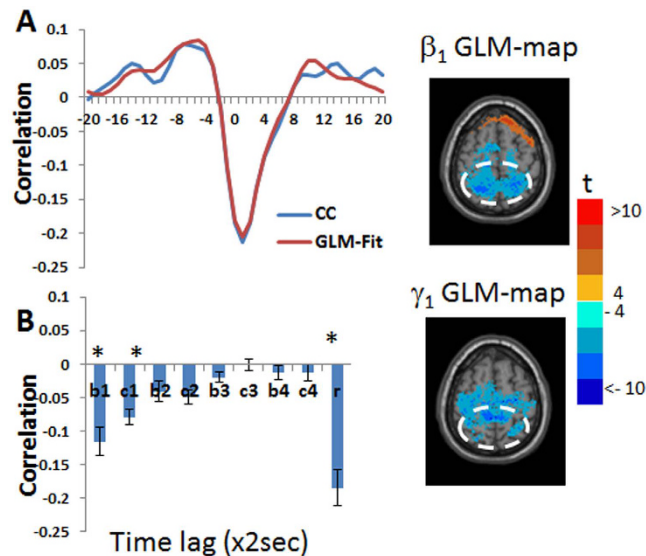 A
0.1
0.05
0
-0.05
-0.1
-0.15
-0.2
-0.25
Correlation
-20 -16 -12 -8 -4 0 4 8 12 16 20
CC
GLM-Fit
β1 GLM-map
t
>10
4
- 4
<- 10
γ1 GLM-map
B
0.1
0.05
0
-0.05
-0.1
-0.15
-0.2
-0.25
Correlation
* * *
b1 c1 b2 c2 b3 c3 b4 c4 r
Time lag (x2sec)